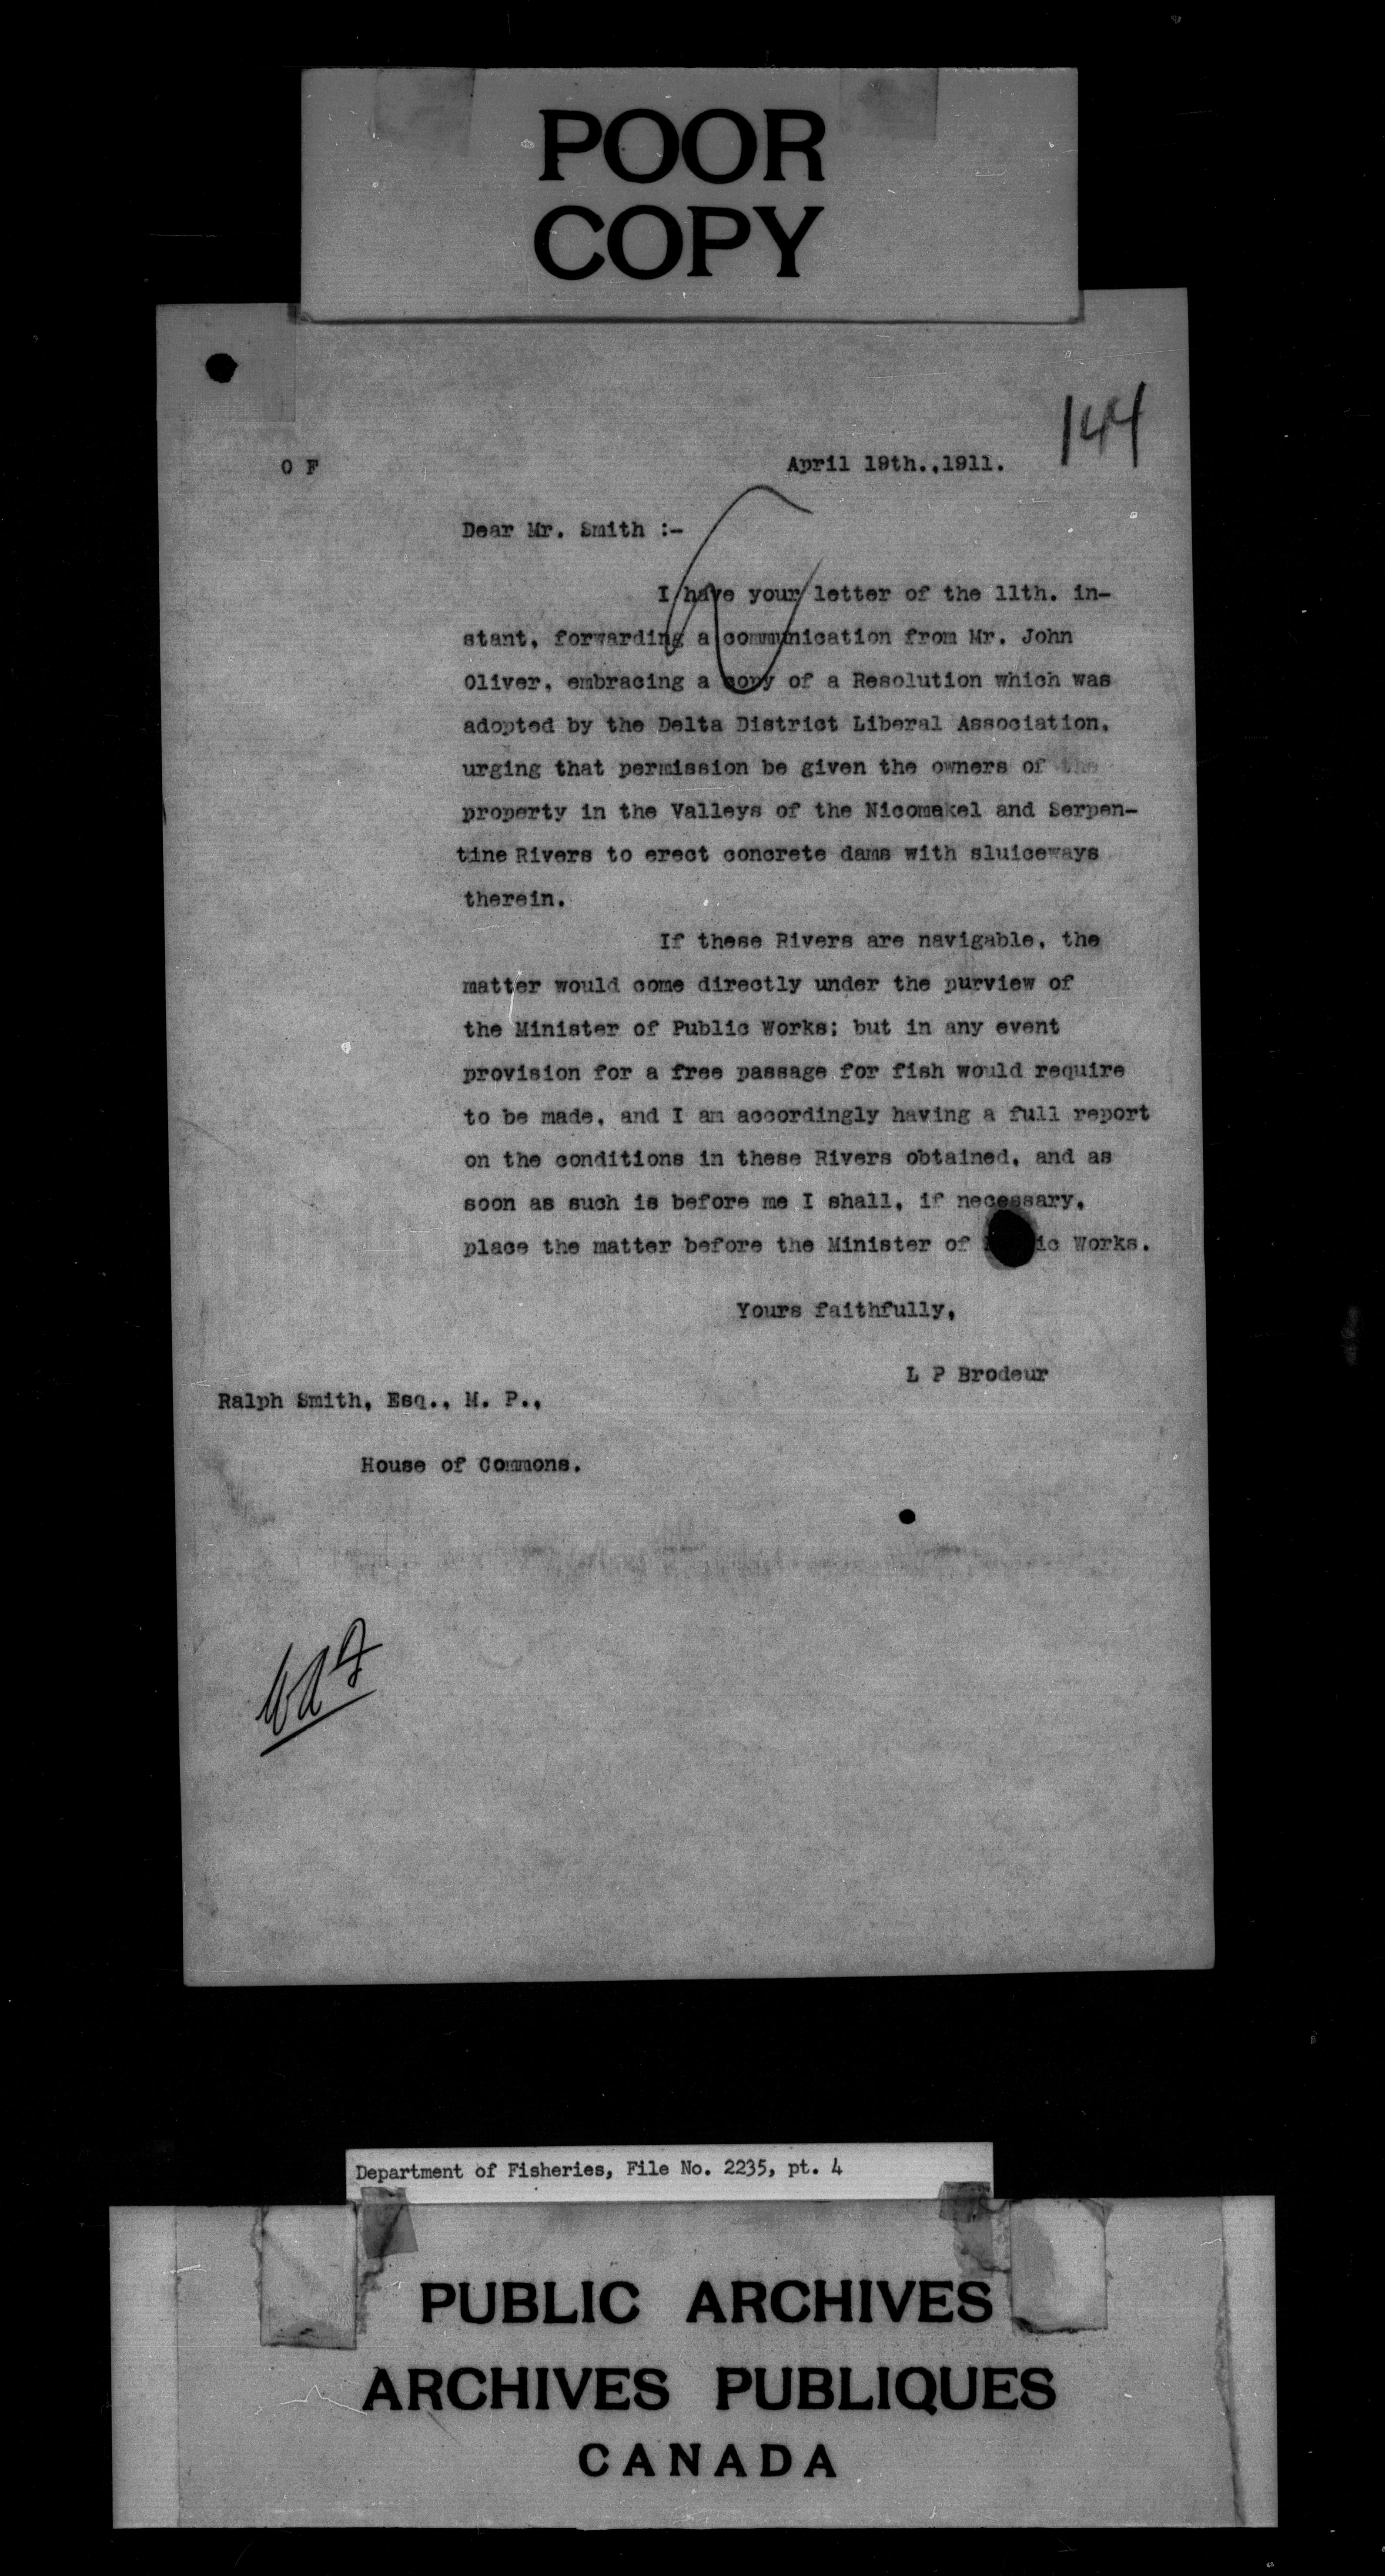 POOR
COPY
144
O F
April 19th.,1911.
Dear Mr. Smith :-
I have your letter of the 11th. in-
stant, forwarding a communication from Mr. John
Oliver, embracing a copy of a Resolution which was
adopted by the Delta District Liberal Association,
urging that permission be given the owners of the
property in the Valleys of the Nicomekel and Serpen-
tine Rivers to erect concrete dams with sluiceways
therein.
If these Rivers are navigable, the
matter would come directly under the purview of
the Minister of Public Works; but in any event
provision for a free passage for fish would require
to be made, and I am accordingly having a full report
on the conditions in these Rivers obtained, and as
soon as such is before me I shall, if necessary,
place the matter before the Minister of Public Works.
Yours faithfully,
L P Brodeur
Ralph Smith, Esq., M. P.,
House of Commons.
Department of Fisheries, File No. 2235, pt. 4
PUBLIC ARCHIVES
ARCHIVES PUBLIQUES
CANADA